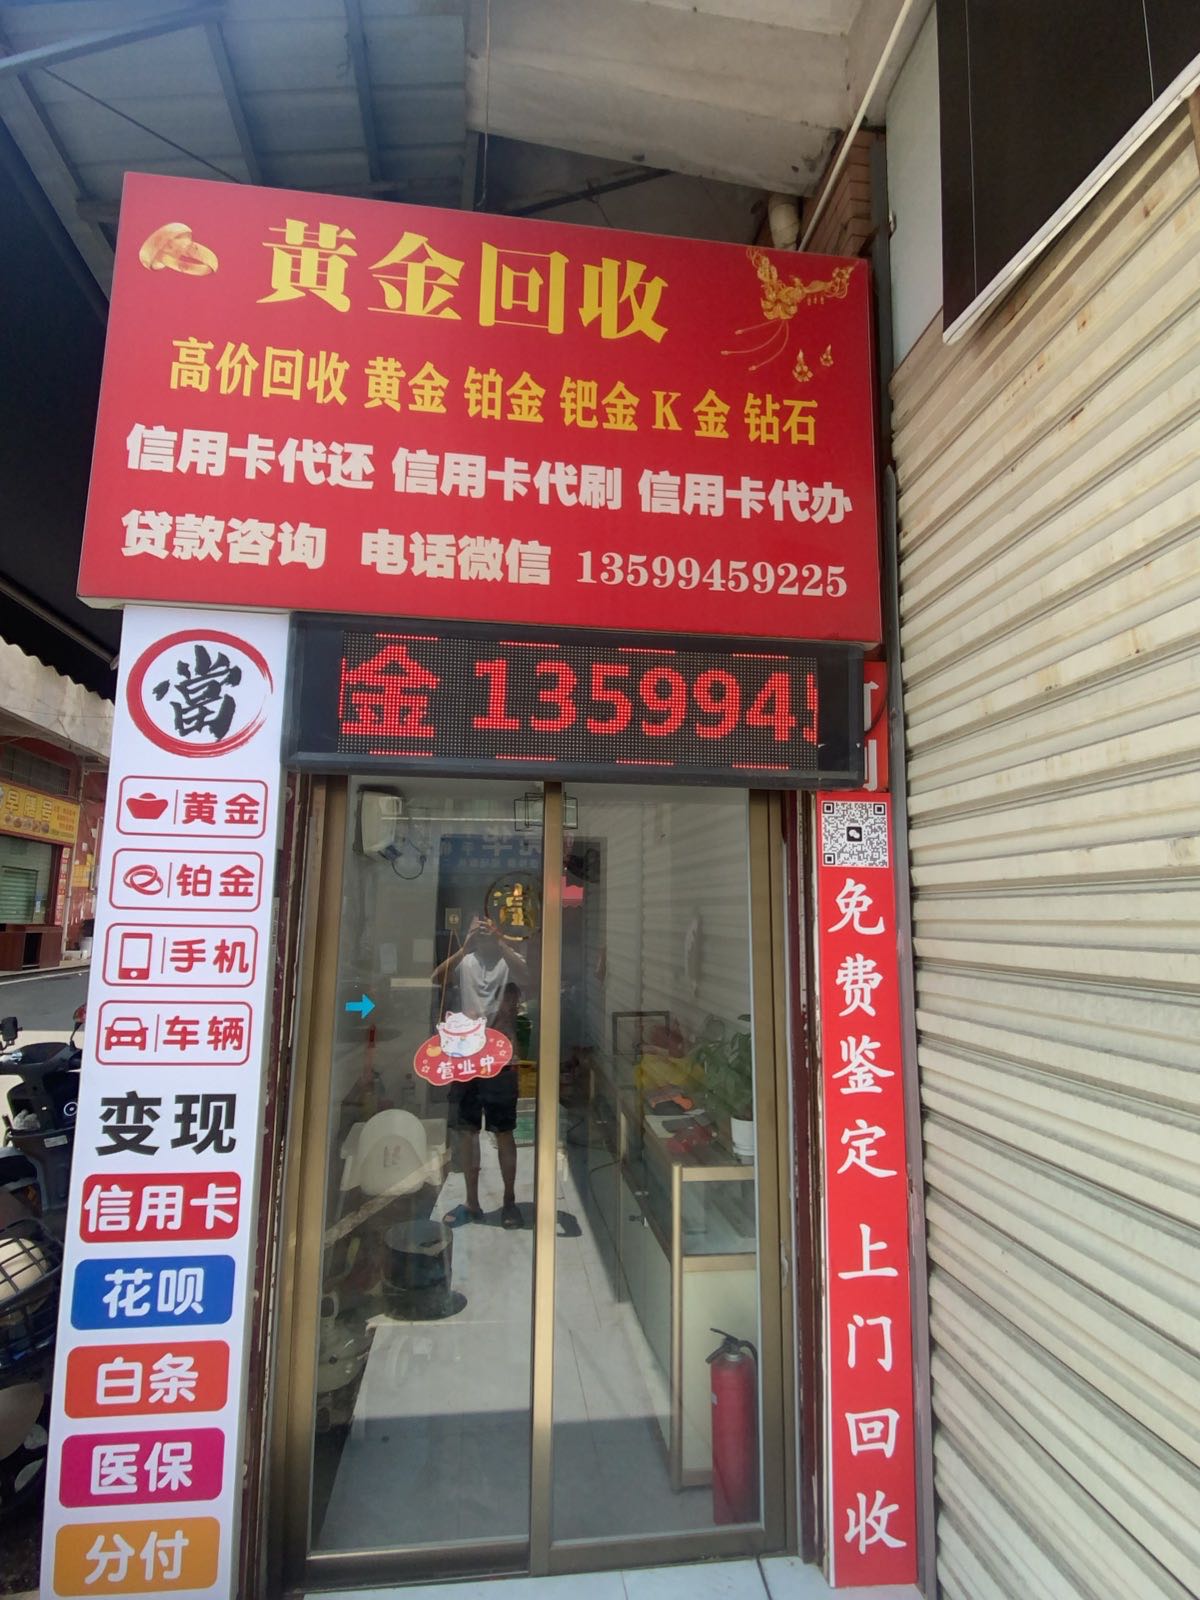 黄金回收
高价回收 黄金 铂金 钯金 K 金 钻石
信用卡代还 信用卡代刷 信用卡代办
贷款咨询 电话微信 13599459225
金 1359945
當
黄金
铂金
手机
车辆
变现
信用卡
花呗
白条
医保
分付
當
营业中
免费鉴定 上门回收